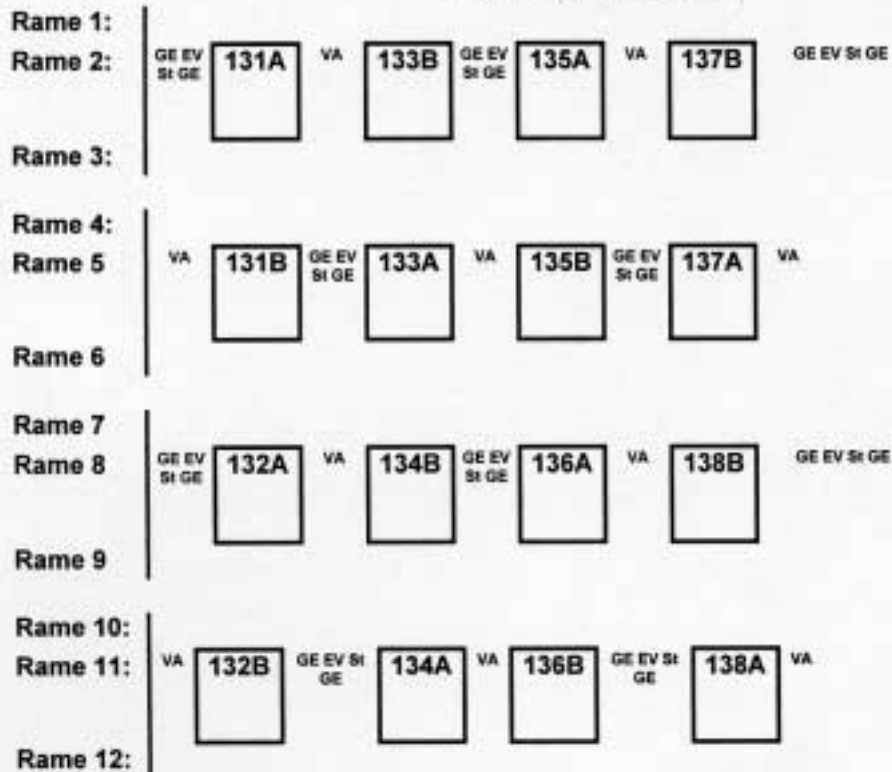 Rame 1:
Rame 2: GE EV St GE 131A VA 133B GE EV St GE 135A VA 137B GE EV St GE
Rame 3:
Rame 4:
Rame 5 VA 131B GE EV St GE 133A VA 135B GE EV St GE 137A VA
Rame 6
Rame 7
Rame 8 GE EV St GE 132A VA 134B GE EV St GE 136A VA 138B GE EV St GE
Rame 9
Rame 10:
Rame 11: VA 132B GE EV St GE 134A VA 136B GE EV St GE 138A VA
Rame 12: